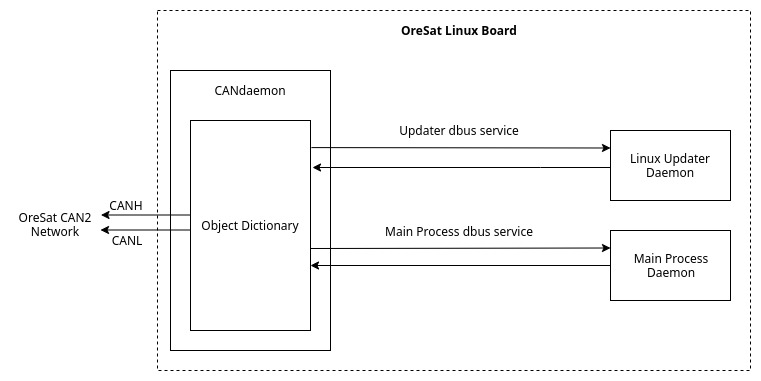 OreSat Linux Board
CANdaemon
Updater dbus service
Linux Updater
Daemon
CANH
OreSat CAN2
Network
CANL
Object Dictionary
Main Process dbus service
Main Process
Daemon